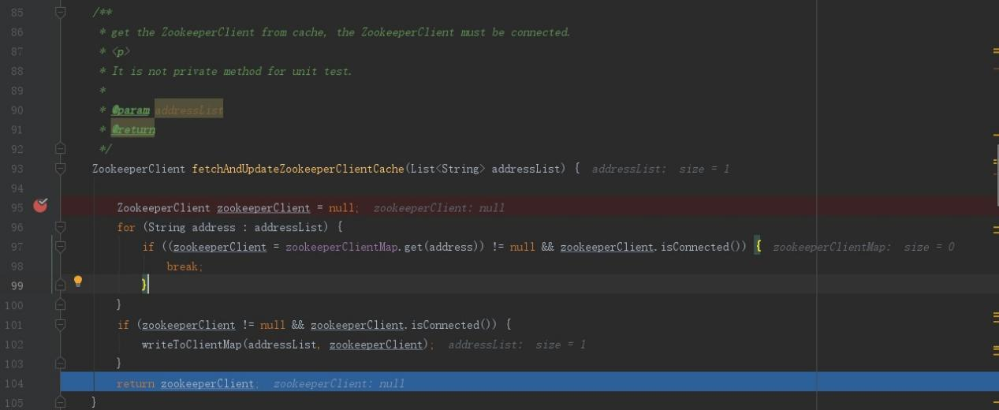 85 /**
86 * get the ZookeeperClient from cache, the ZookeeperClient must be connected.
87 * <p>
88 * It is not private method for unit test.
89 *
90 * @param addressList
91 * @return
92 */
93 ZookeeperClient fetchAndUpdateZookeeperClientCache(List<String> addressList) { addressList: size = 1
94
95 ZookeeperClient zookeeperClient = null; zookeeperClient: null
96 for (String address : addressList) {
97 if ((zookeeperClient = zookeeperClientMap.get(address)) != null && zookeeperClient.isConnected()) { zookeeperClientMap: size = 0
98 break;
99 }
100 }
101 if (zookeeperClient != null && zookeeperClient.isConnected()) {
102 writeToClientMap(addressList, zookeeperClient); addressList: size = 1
103 }
104 return zookeeperClient; zookeeperClient: null
105 }